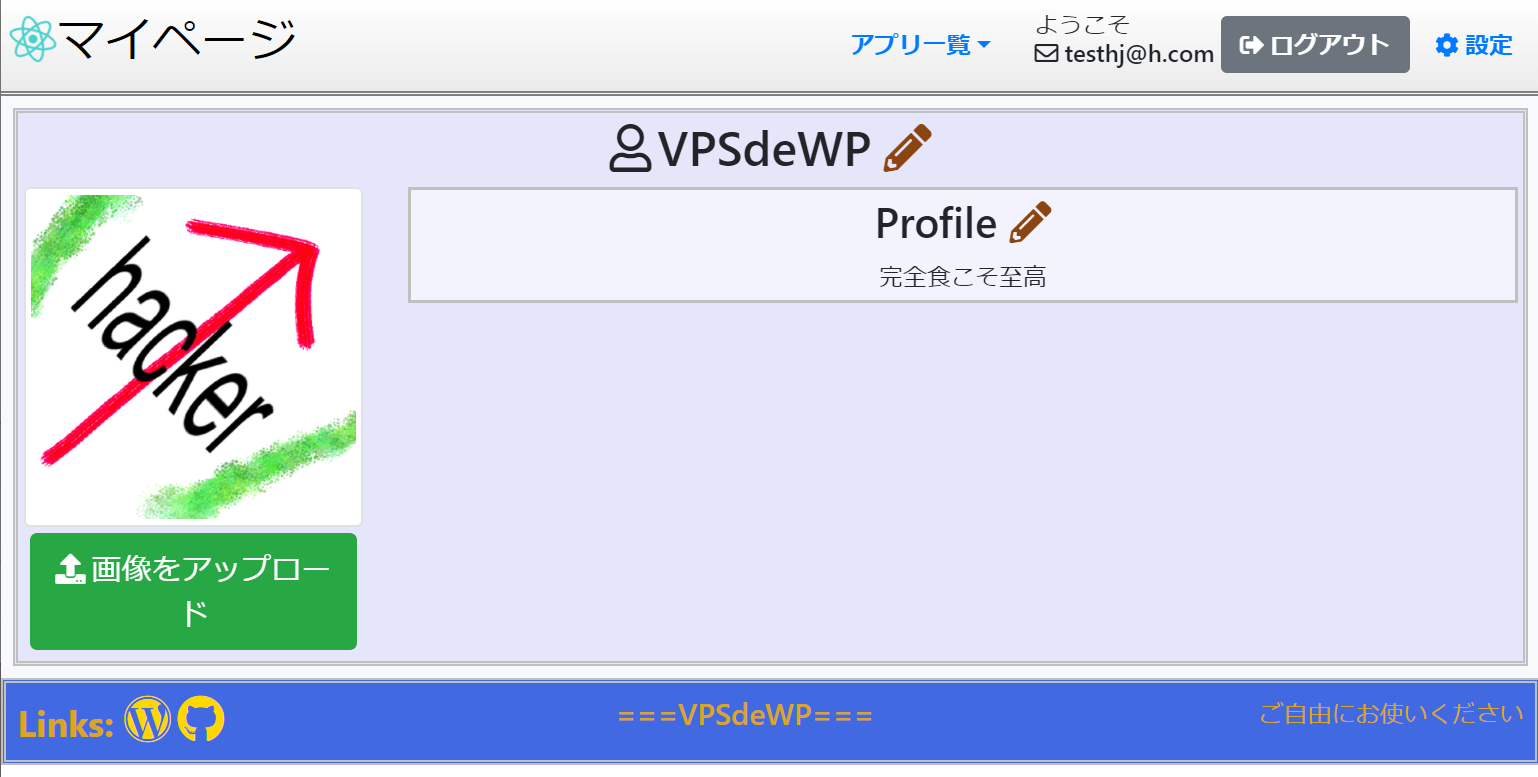 マイページ
アプリ一覧
ようこそ
testhj@h.com
ログアウト
設定
VPSdeWP
hacker
Profile
完全食こそ至高
画像をアップロー
ド
Links:
===VPSdeWP===
ご自由にお使いください